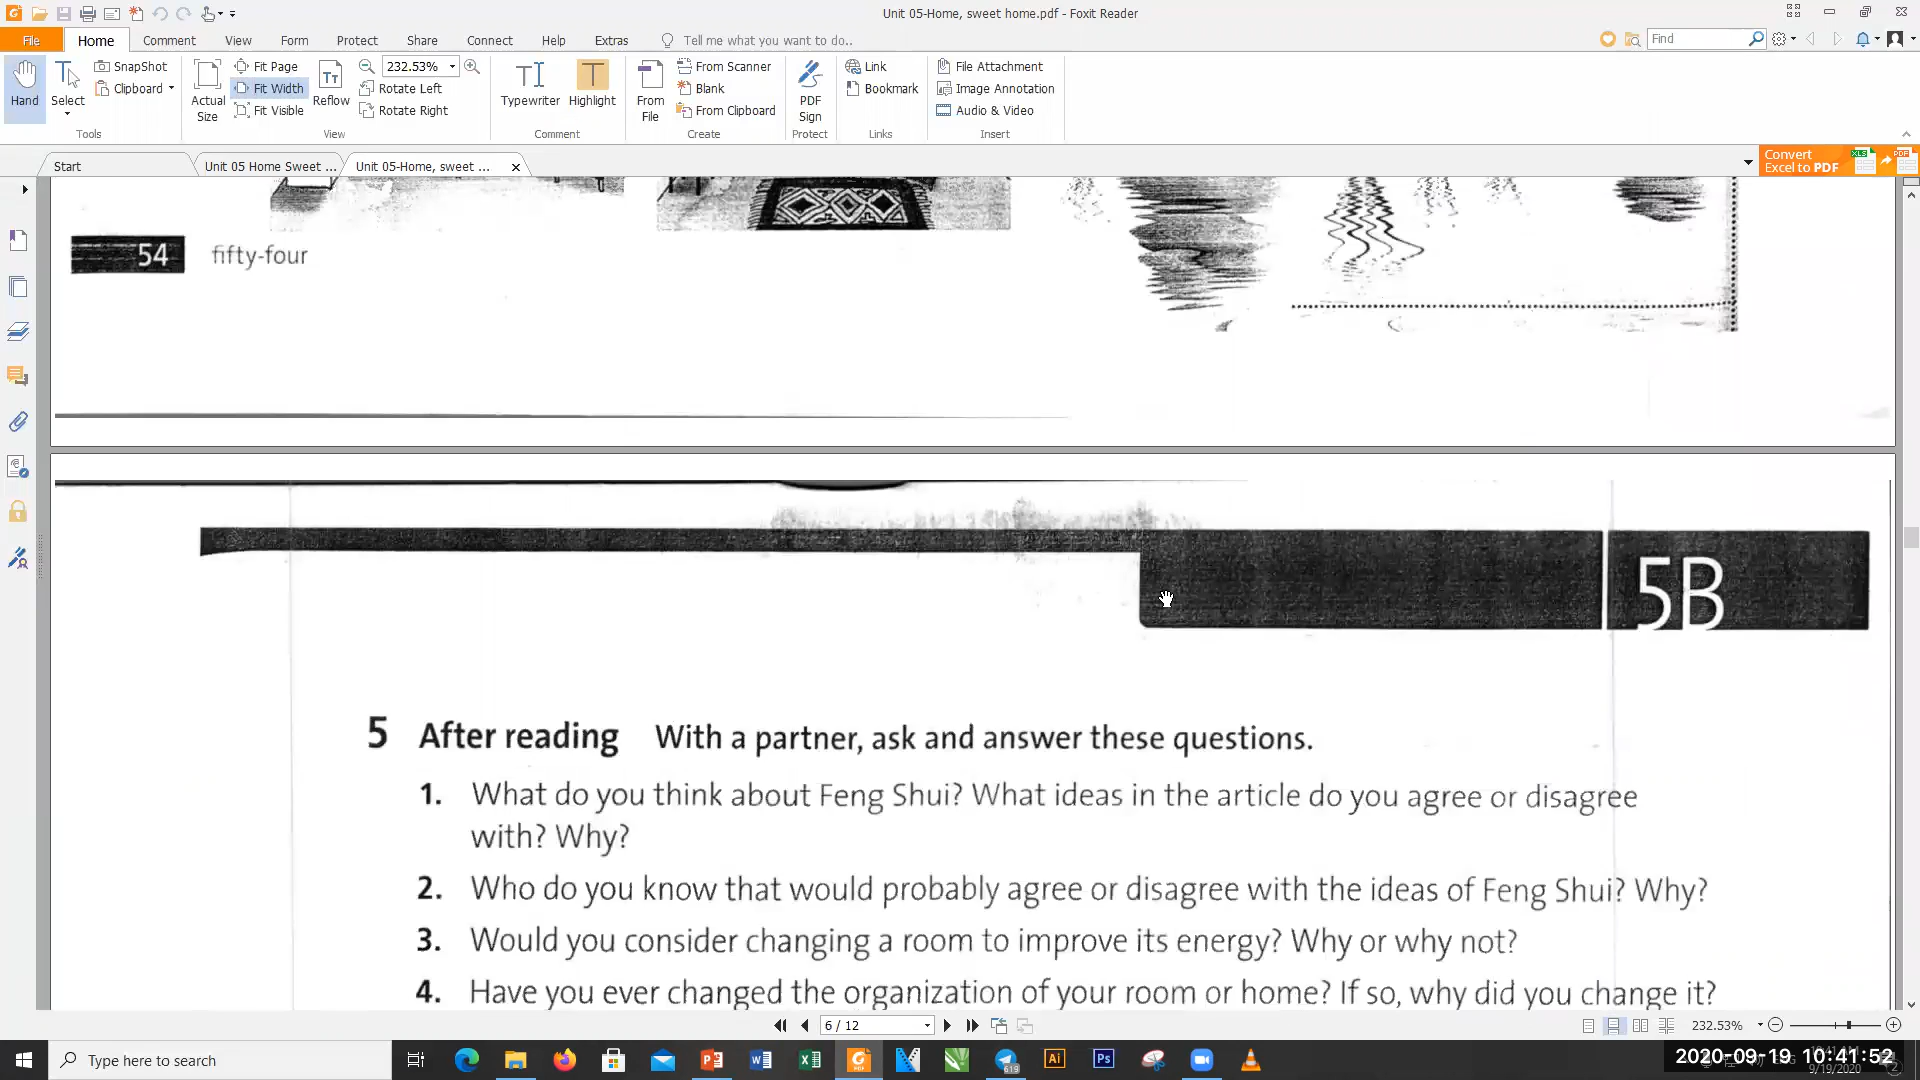 Unit 05-Home, sweet home.pdf - Foxit Reader
File Home Comment View Form Protect Share Connect Help Extras Tell me what you want to do.. Find
Hand
Select
SnapShot
Clipboard
Tools
Actual Size
Fit Page
Fit Width
Fit Visible
Reflow
232.53%
Rotate Left
Rotate Right
View
Typewriter
Highlight
Comment
From File
From Scanner
Blank
From Clipboard
Create
PDF Sign
Protect
Link
Bookmark
Links
File Attachment
Image Annotation
Audio & Video
Insert
Start
Unit 05 Home Sweet ...
Unit 05-Home, sweet ...
Convert
Excel to PDF
54 fifty-four
5B
5 After reading With a partner, ask and answer these questions.
1. What do you think about Feng Shui? What ideas in the article do you agree or disagree
with? Why?
2. Who do you know that would probably agree or disagree with the ideas of Feng Shui? Why?
3. Would you consider changing a room to improve its energy? Why or why not?
4. Have you ever changed the organization of your room or home? If so, why did you change it?
6 / 12
232.53%
Type here to search
2020-09-19 10:41:52
9/19/2020